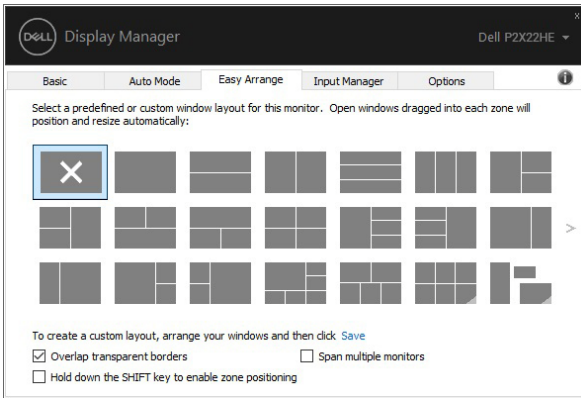 DELL Display Manager Dell P2X22HE
Basic Auto Mode Easy Arrange Input Manager Options
Select a predefined or custom window layout for this monitor. Open windows dragged into each zone will
position and resize automatically:
To create a custom layout, arrange your windows and then click Save
Overlap transparent borders Span multiple monitors
Hold down the SHIFT key to enable zone positioning